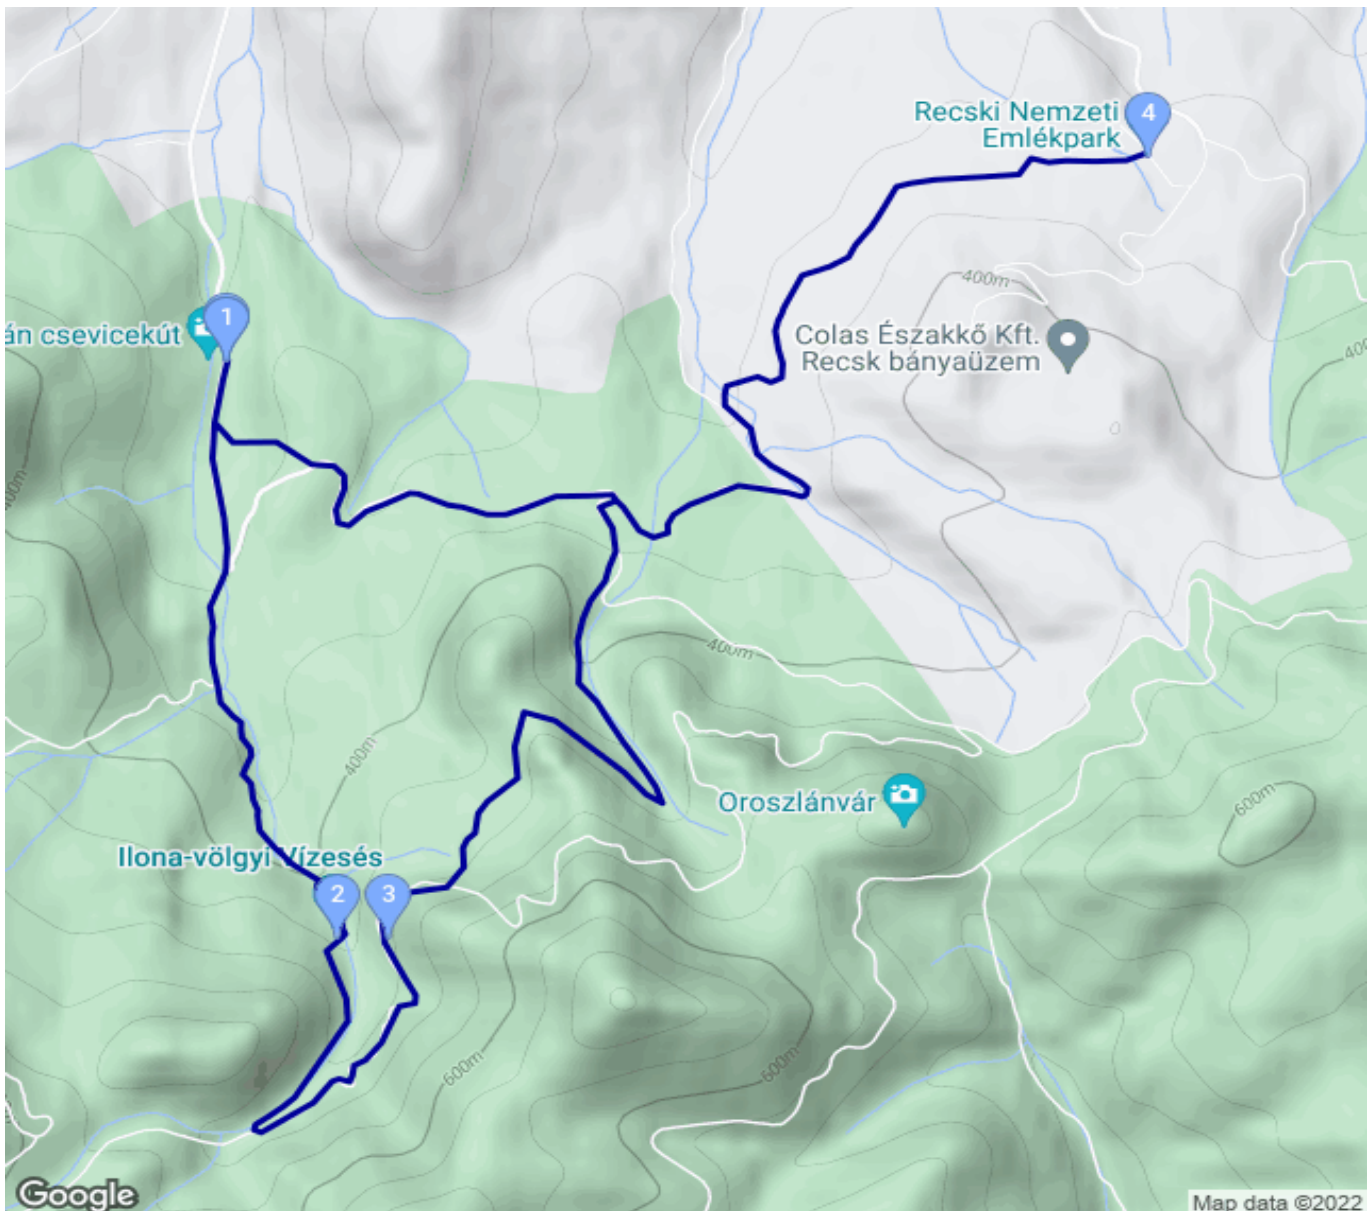 4
Recski Nemzeti
Emlékpark
400m
1
án csevicekút
Colas Északkő Kft.
Recsk bányaüzem
400
400m
400m
400m
Oroszlánvár
600m
Ilona-völgyi Vízesés
2
3
600m
600m
Google
Map data ©2022